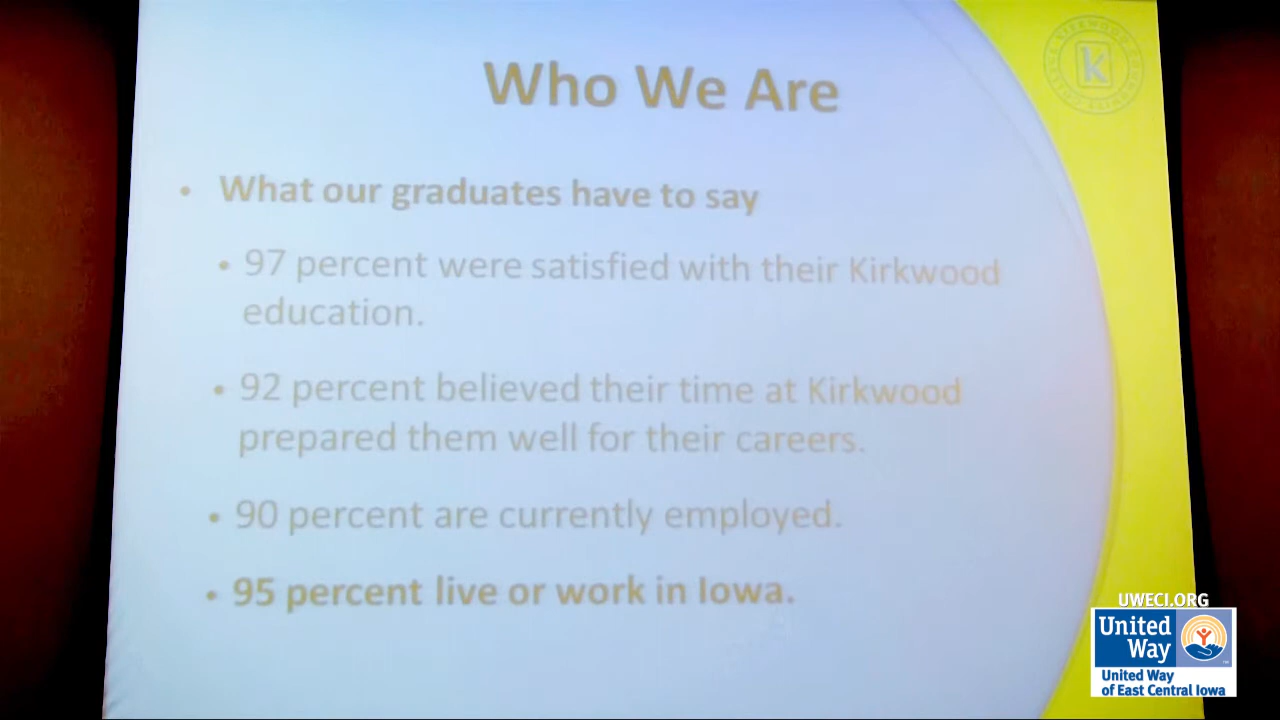 Who We Are
• What our graduates have to say
• 97 percent were satisfied with their Kirkwood
education.
• 92 percent believed their time at Kirkwood
prepared them well for their careers.
• 90 percent are currently employed.
• 95 percent live or work in Iowa.
k
UWECI.ORG
United
Way
United Way
of East Central Iowa